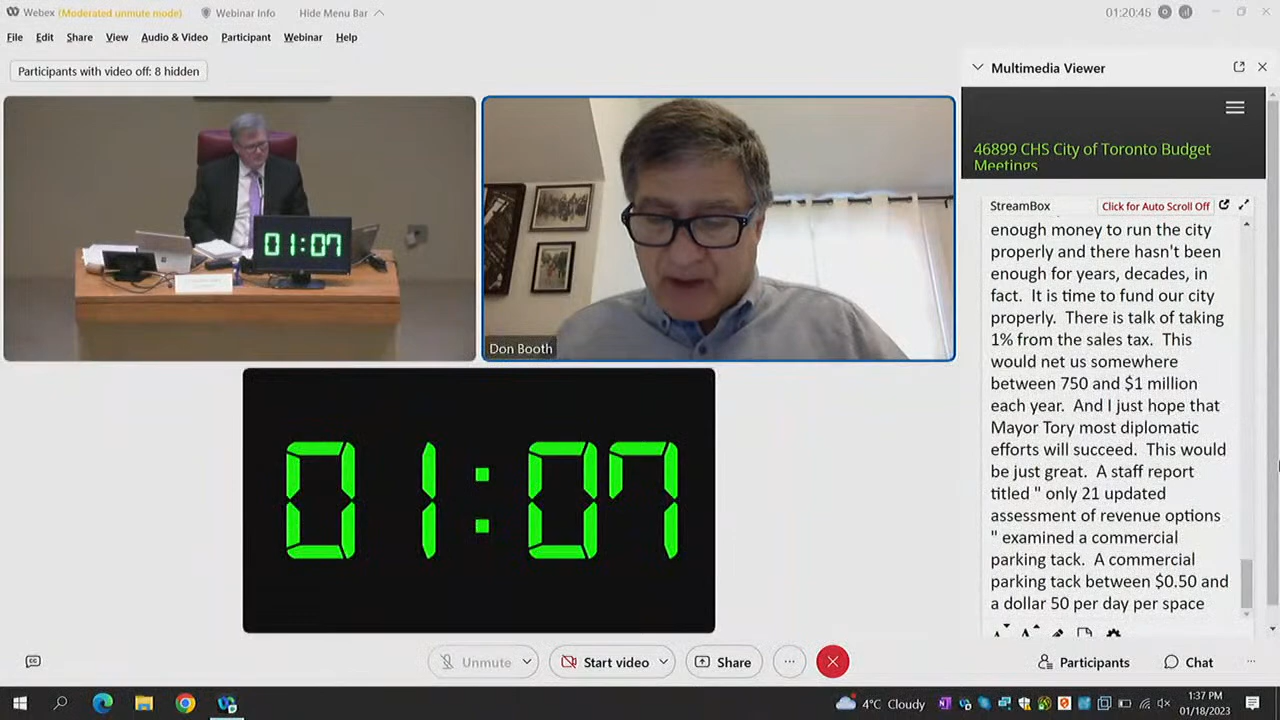 Webex (Moderated unmute mode) Webinar Info Hide Menu Bar
01:20:45
File Edit Share View Audio & Video Participant Webinar Help
Participants with video off: 8 hidden
Multimedia Viewer
46899 CHS City of Toronto Budget
Meetings
StreamBox
Click for Auto Scroll Off
01:07
Don Booth
enough money to run the city
properly and there hasn't been
enough for years, decades, in
fact. It is time to fund our city
properly. There is talk of taking
1% from the sales tax. This
would net us somewhere
between 750 and $1 million
each year. And I just hope that
Mayor Tory most diplomatic
efforts will succeed. This would
be just great. A staff report
titled " only 21 updated
assessment of revenue options
" examined a commercial
parking tack. A commercial
parking tack between $0.50 and
a dollar 50 per day per space
01:07
Unmute
Start video
Share
Participants
Chat
4°C Cloudy
1:37 PM
01/18/2023